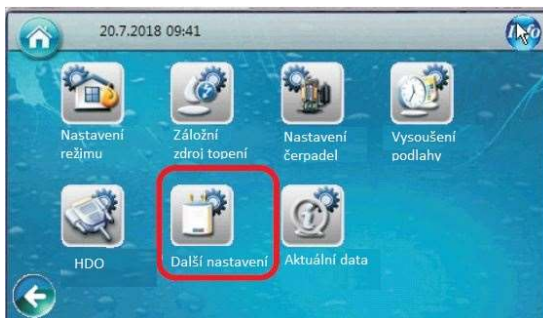 20.7.2018 09:41
Info
Nastavení
režimu
Záložní
zdroj topení
Nastavení
čerpadel
Vysoušení
podlahy
HDO
Další nastavení
Aktuální data